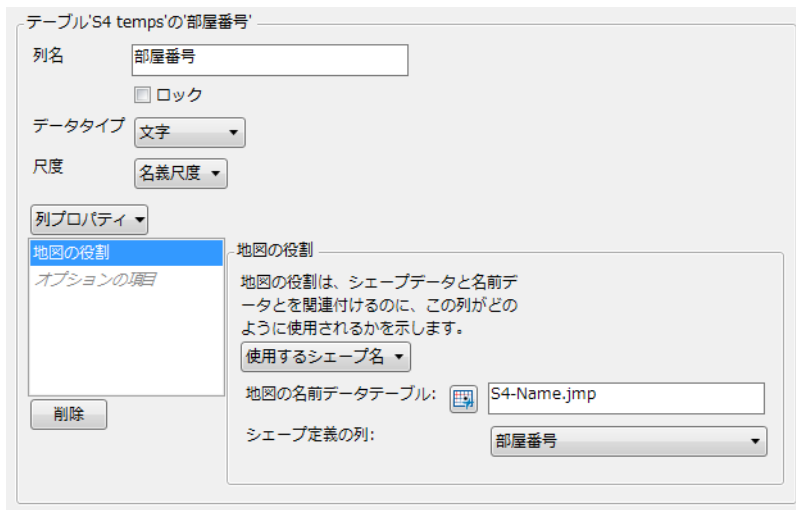 テーブル'S4 temps'の'部屋番号'
列名
部屋番号
ロック
データタイプ
文字
尺度
名義尺度
列プロパティ
地図の役割
オプションの項目
削除
地図の役割
地図の役割は、シェープデータと名前デ
ータとを関連付けるのに、この列がどの
ように使用されるかを示します。
使用するシェープ名
地図の名前データテーブル:
S4-Name.jmp
シェープ定義の列:
部屋番号